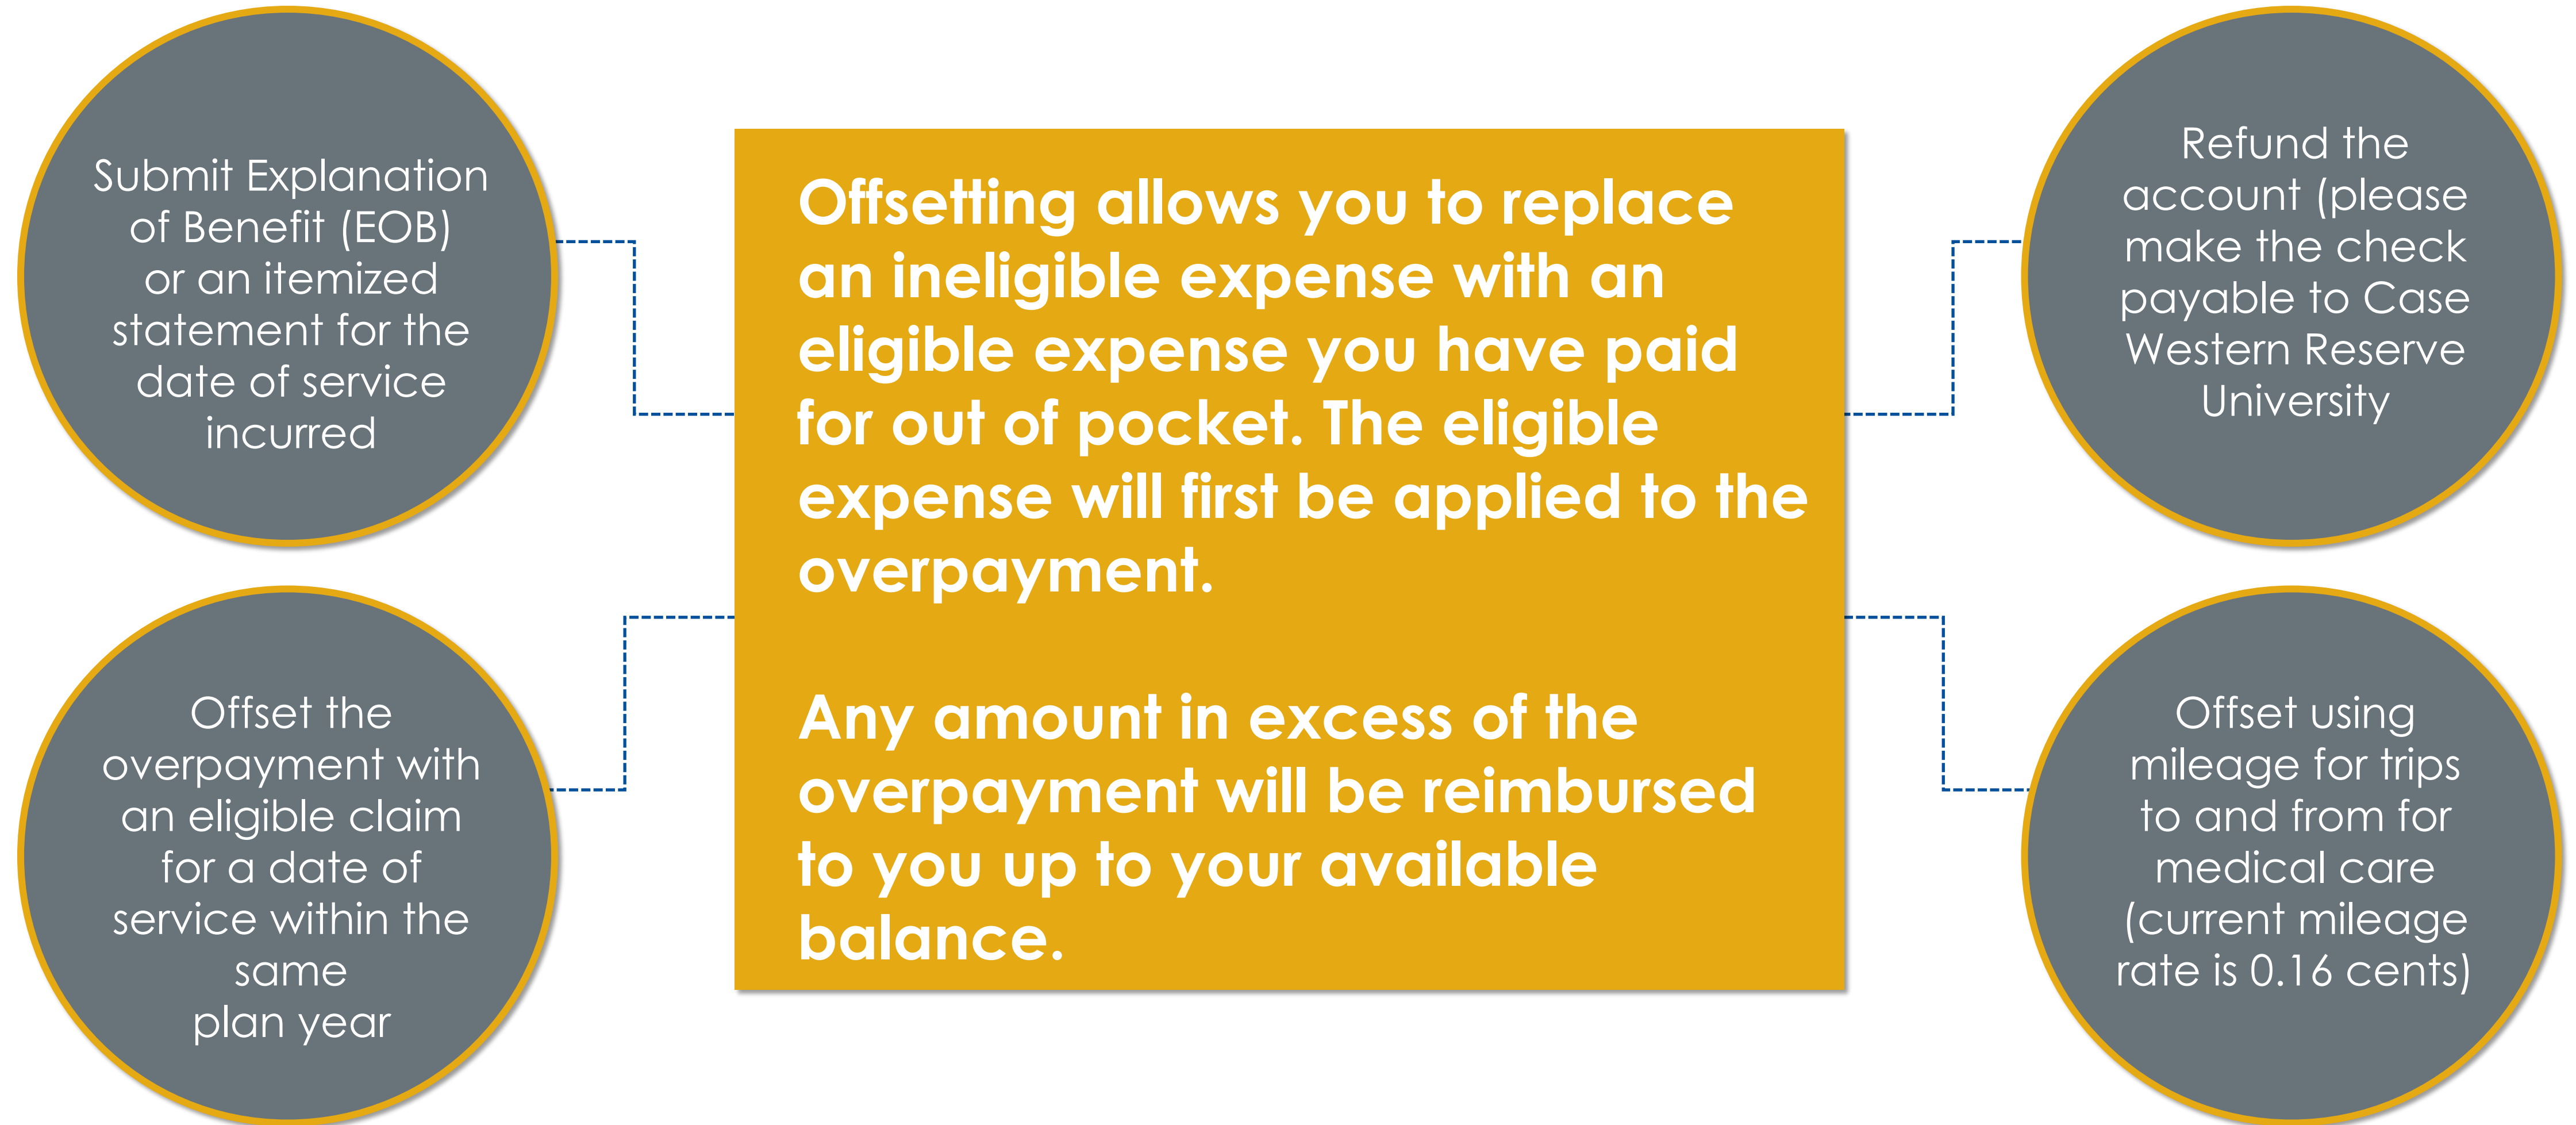 Submit Explanation
of Benefit (EOB)
or an itemized
statement for the
date of service
incurred
Offset the
overpayment with
an eligible claim
for a date of
service within the
same
plan year
Offsetting allows you to replace
an ineligible expense with an
eligible expense you have paid
for out of pocket. The eligible
expense will first be applied to the
overpayment.
Any amount in excess of the
overpayment will be reimbursed
to you up to your available
balance.
Refund the
account (please
make the check
payable to Case
Western Reserve
University
Offset using
mileage for trips
to and from for
medical care
(current mileage
rate is 0.16 cents)